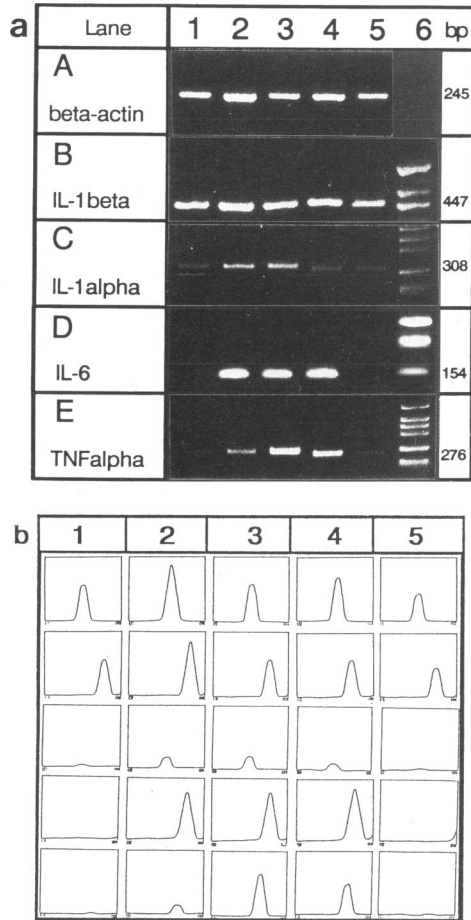 a
Lane 1 2 3 4 5 6 bp
A
beta-actin
245
B
IL-1beta
447
C
IL-1alpha
308
D
IL-6
154
E
TNFalpha
276
b
1 2 3 4 5